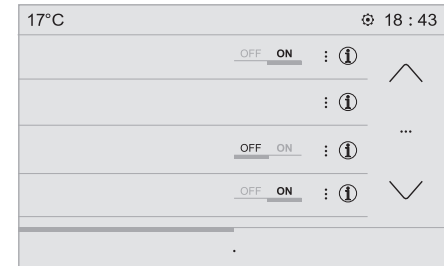 17°C 18 : 43
OFF ON : i
: i
OFF ON : i
...
OFF ON : i
.